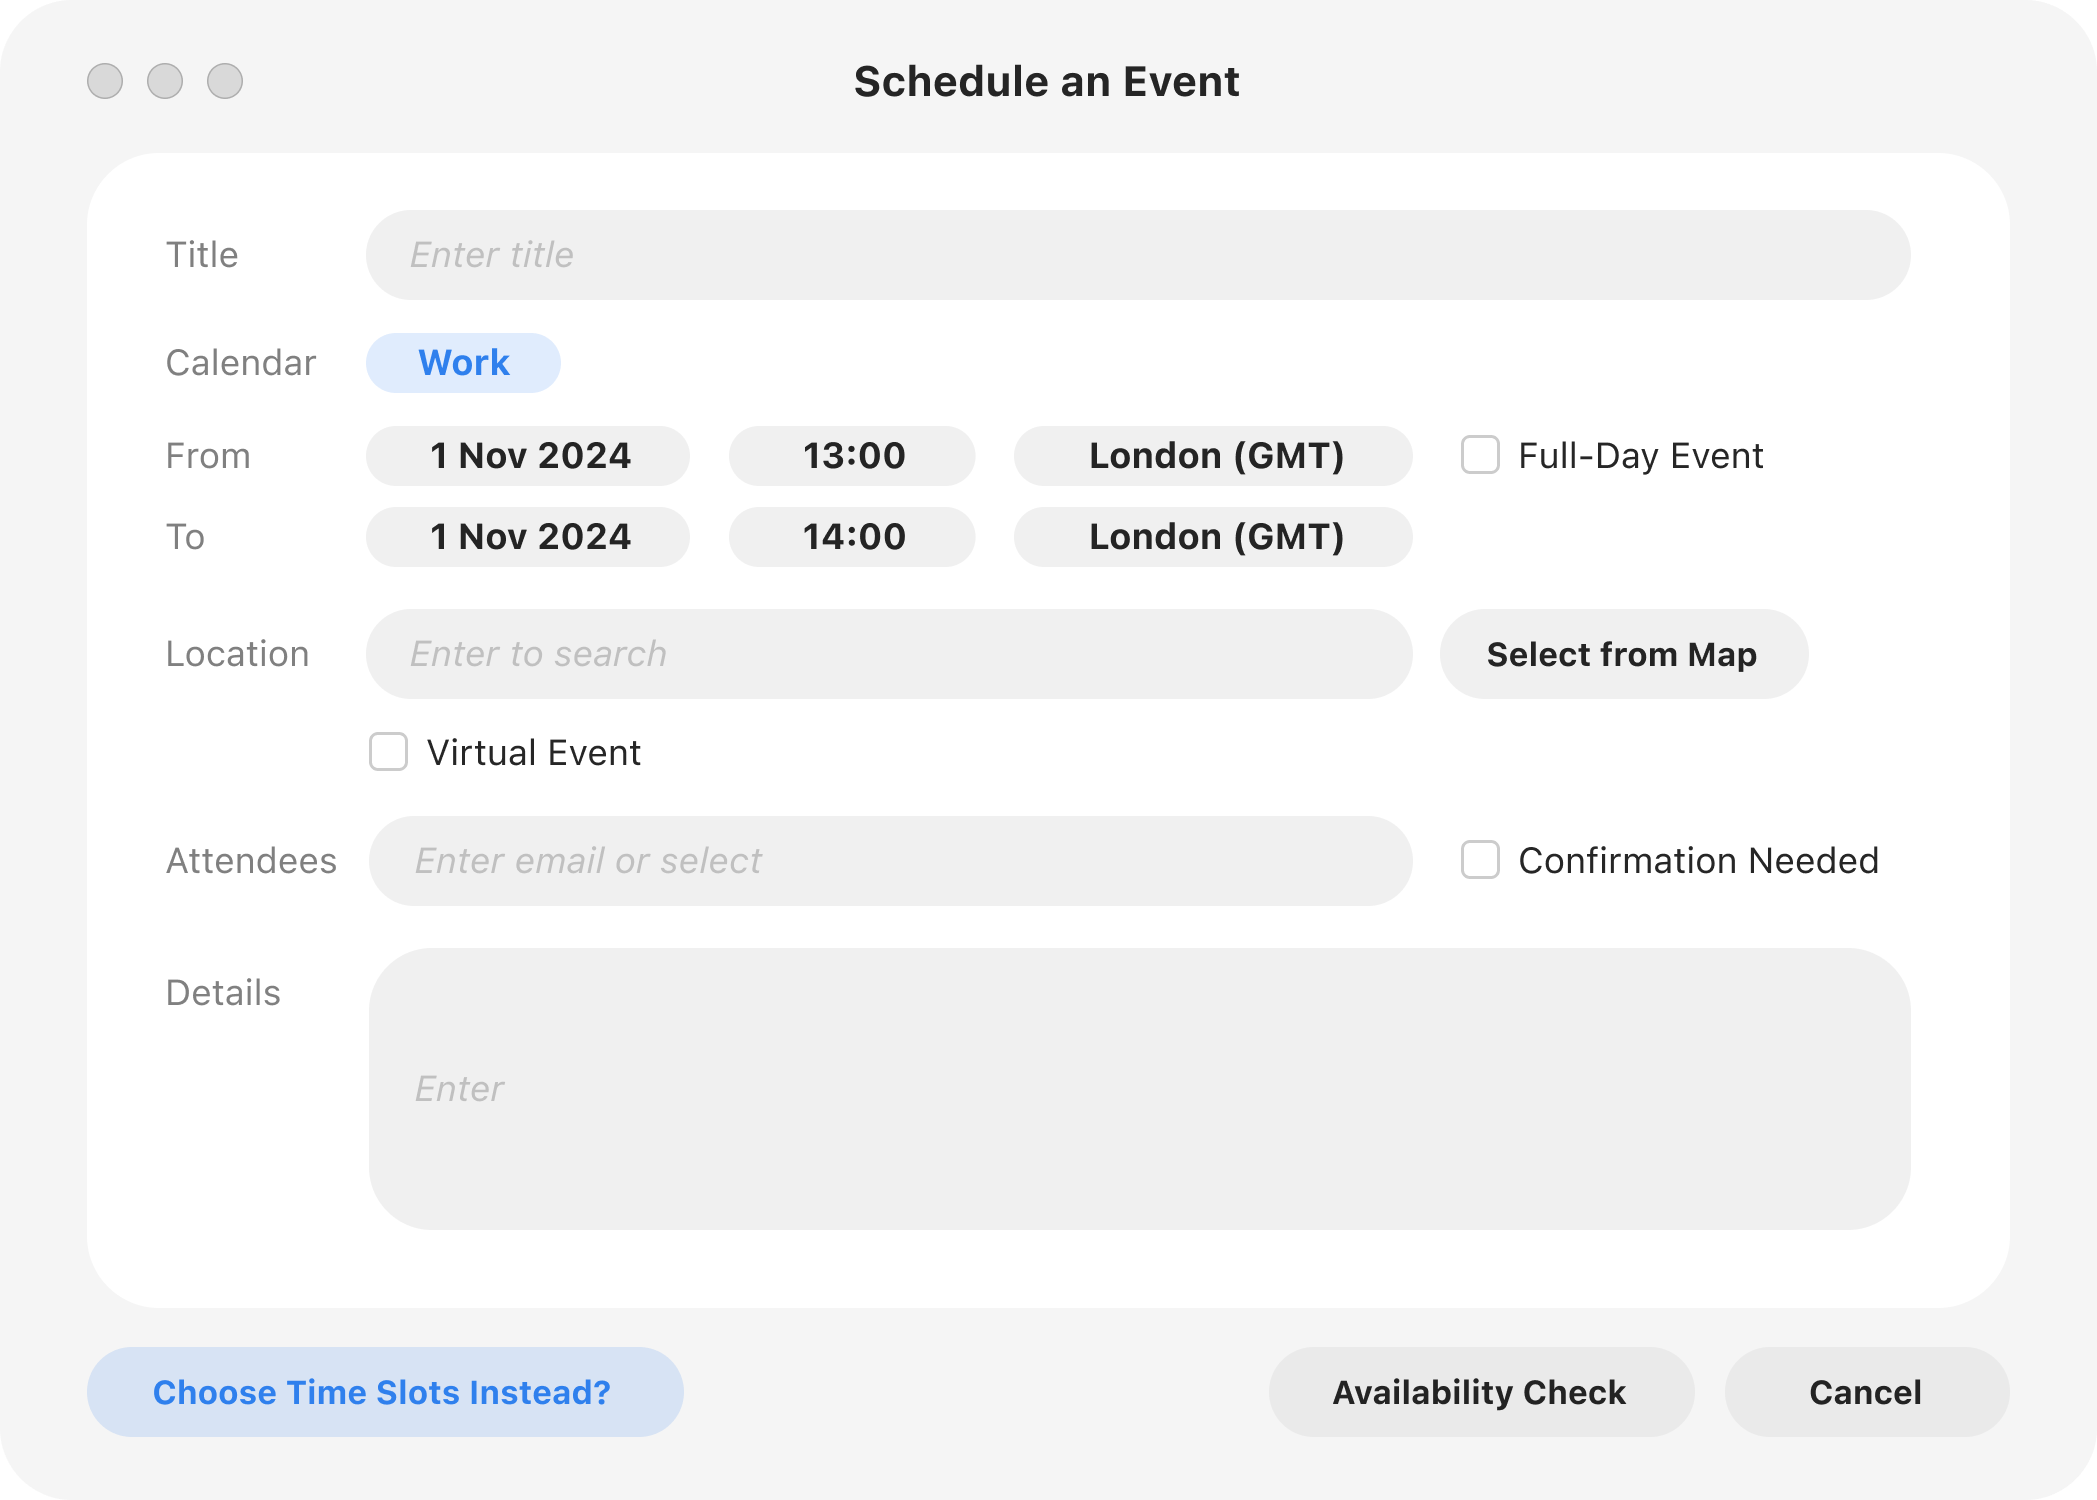 Schedule an Event
Title Enter title
Calendar Work
From 1 Nov 2024 13:00 London (GMT) Full-Day Event
To 1 Nov 2024 14:00 London (GMT)
Location Enter to search Select from Map
Virtual Event
Attendees Enter email or select Confirmation Needed
Details
Enter
Choose Time Slots Instead? Availability Check Cancel